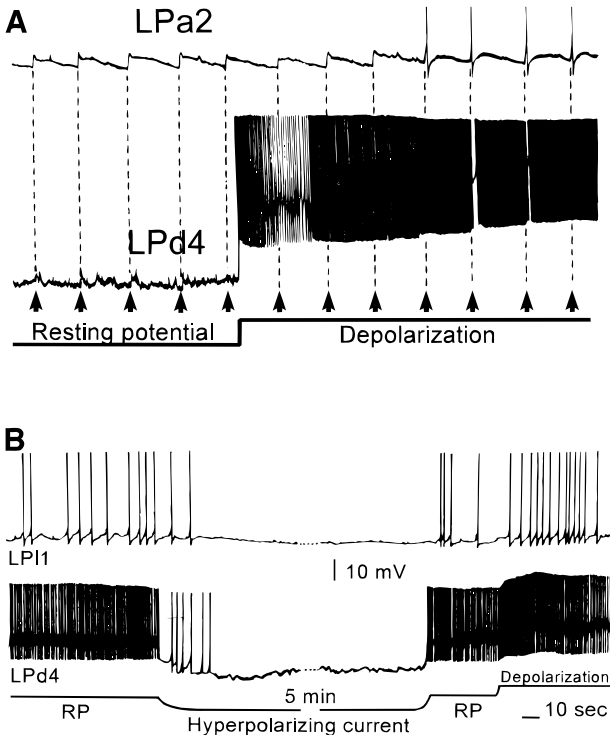 A
LPa2
LPd4
Resting potential
Depolarization
B
LPl1
10 mV
LPd4
Depolarization
5 min
RP
Hyperpolarizing current
RP
10 sec